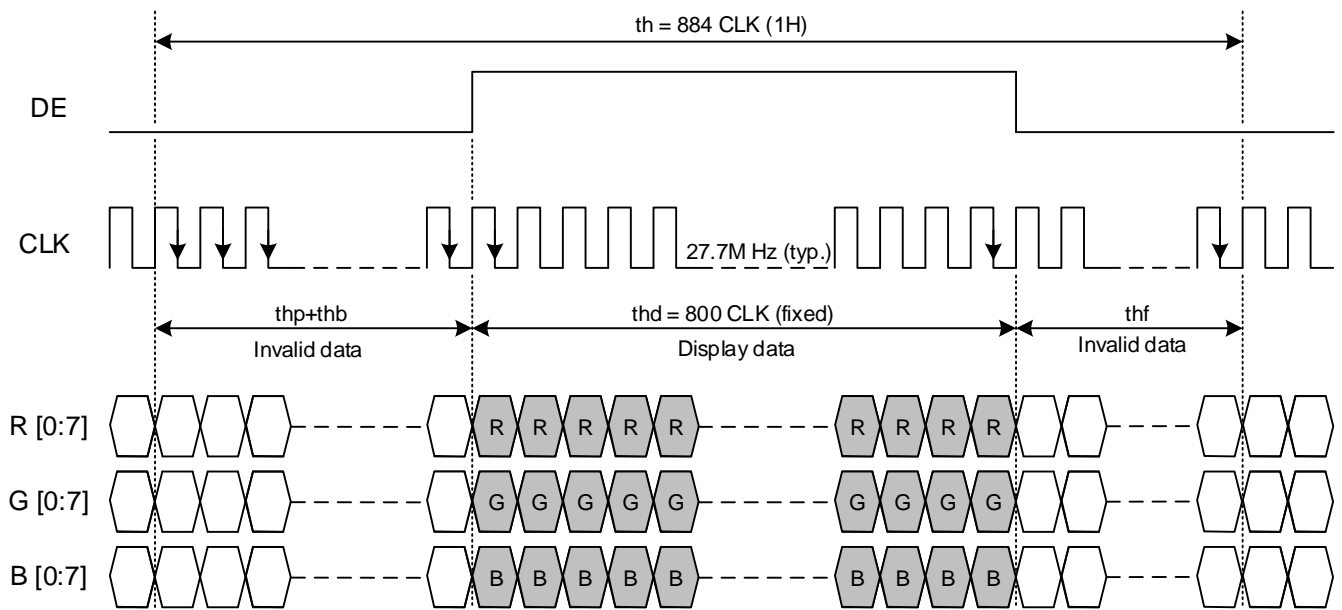 th = 884 CLK (1H)
DE
CLK
27.7M Hz (typ.)
thp+thb
thd = 800 CLK (fixed)
thf
Invalid data
Display data
Invalid data
R [0:7]
R R R R R R R R R
G [0:7]
G G G G G G G G G
B [0:7]
B B B B B B B B B